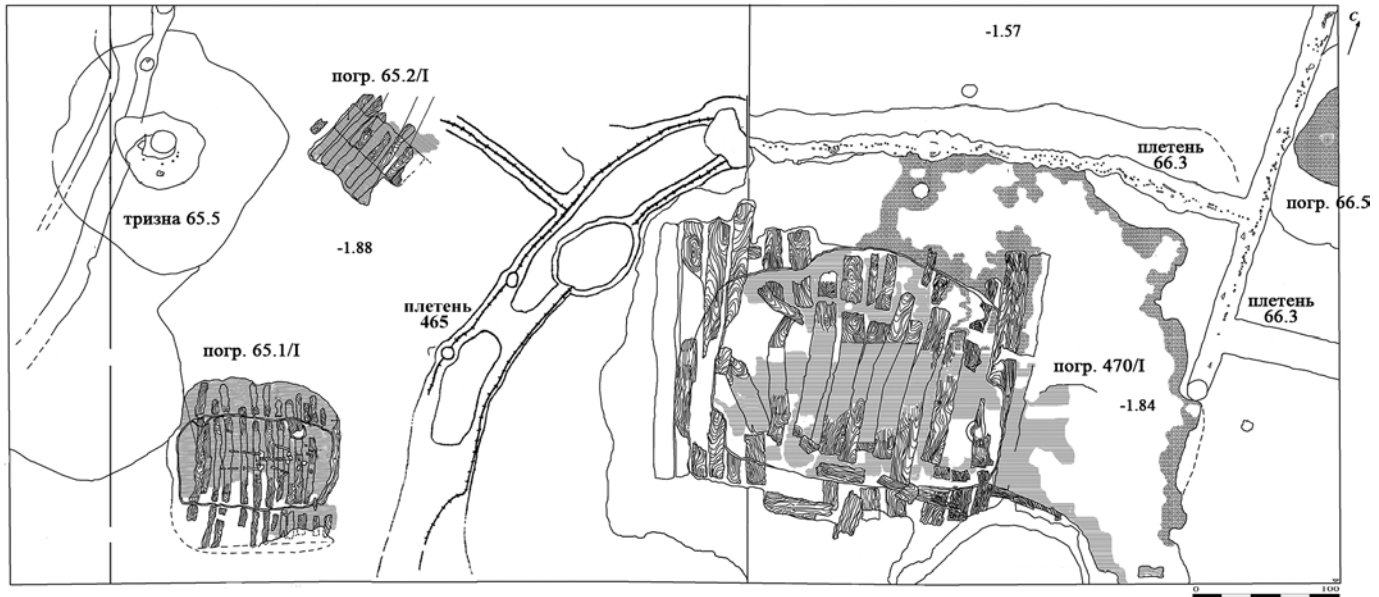 С
-1.57
погр. 65.2/I
плетень
66.3
погр. 66.5
тризна 65.5
-1.88
плетень
465
плетень
66.3
погр. 65.1/I
погр. 470/I
-1.84
0 100